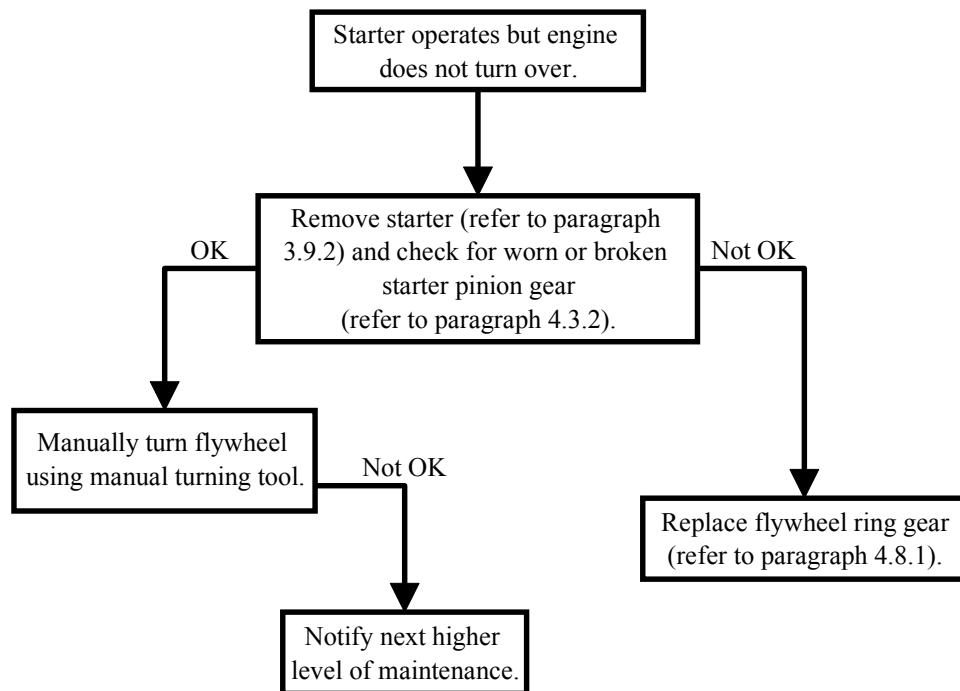 Starter operates but engine
does not turn over.
Remove starter (refer to paragraph
3.9.2) and check for worn or broken
starter pinion gear
(refer to paragraph 4.3.2).
OK
Not OK
Manually turn flywheel
using manual turning tool.
Not OK
Replace flywheel ring gear
(refer to paragraph 4.8.1).
Notify next higher
level of maintenance.